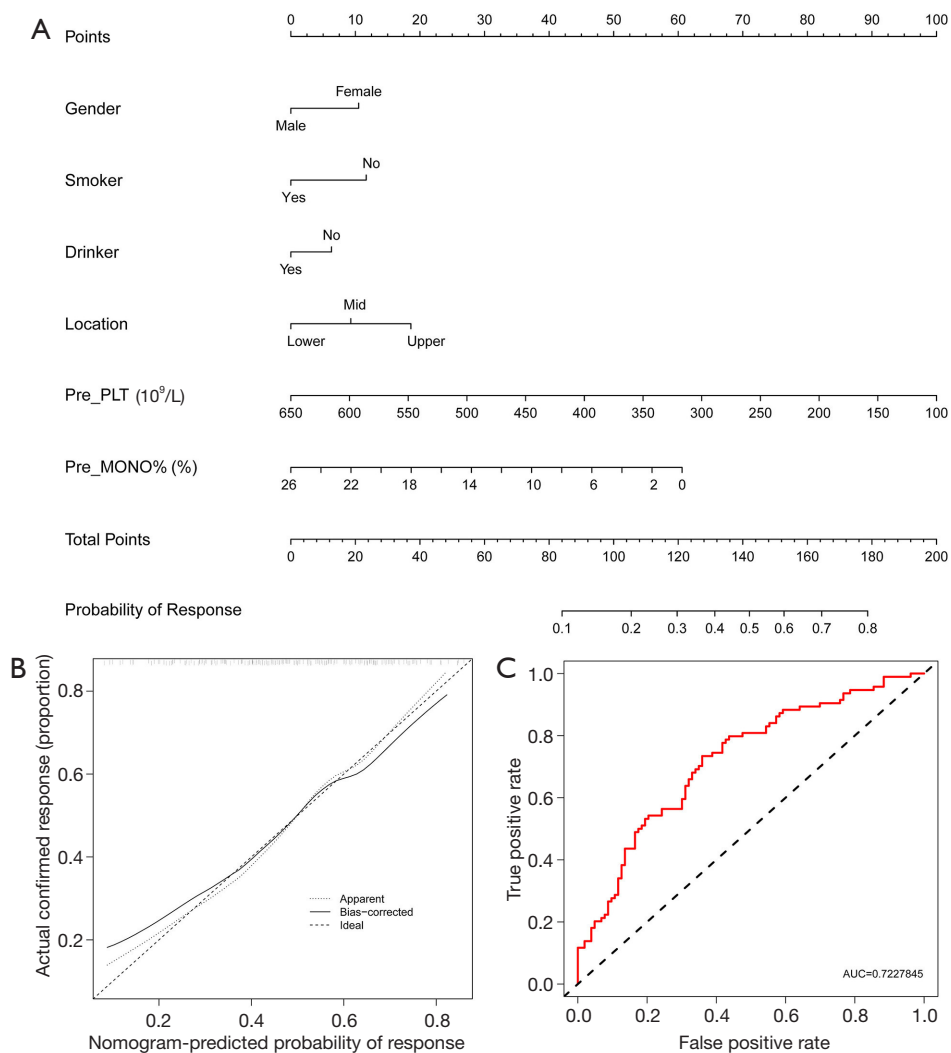 A
Points
0 10 20 30 40 50 60 70 80 90 100
Female
Gender
Male
No
Smoker
Yes
No
Drinker
Yes
Mid
Location
Lower Upper
Pre_PLT (10⁹/L)
650 600 550 500 450 400 350 300 250 200 150 100
Pre_MONO% (%)
26 22 18 14 10 6 2 0
Total Points
0 20 40 60 80 100 120 140 160 180 200
Probability of Response
0.1 0.2 0.3 0.4 0.5 0.6 0.7 0.8
B
Actual confirmed response (proportion)
0.8
0.6
0.4
0.2
Apparent
Bias-corrected
Ideal
0.2 0.4 0.6 0.8
Nomogram-predicted probability of response
C
True positive rate
1.0
0.8
0.6
0.4
0.2
0.0
AUC=0.7227845
0.0 0.2 0.4 0.6 0.8 1.0
False positive rate